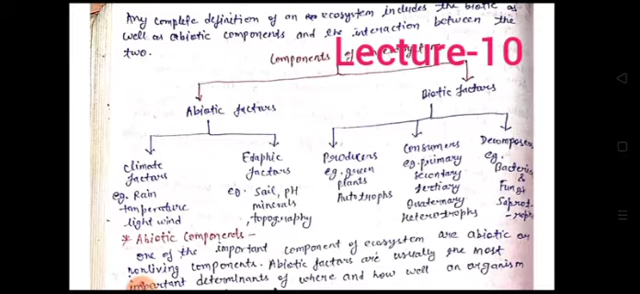 Any complete definition of an ecosystem includes the biotic as
well as abiotic components and the interaction between the
two.
Components of
Lecture-10
Abiotic factors
Biotic factors
Climate
factors
eg. Rain
tamperature
light wind
Edaphic
factors
eg. Soil, PH
minerals
,topography
Producers
eg. green
plants
Autotrophs
Consumers
eg. primary
Secontary
Tertiary
Quaternary
Heterotrophs
Decomposers
eg.
Bacteria
&
Fungi
Saprot-
-rophs
* Abiotic Components -
one of the important component of ecosystem are abiotic or
nonliving components. Abiotic factors are usually the most
important determinants of where and how well an organism